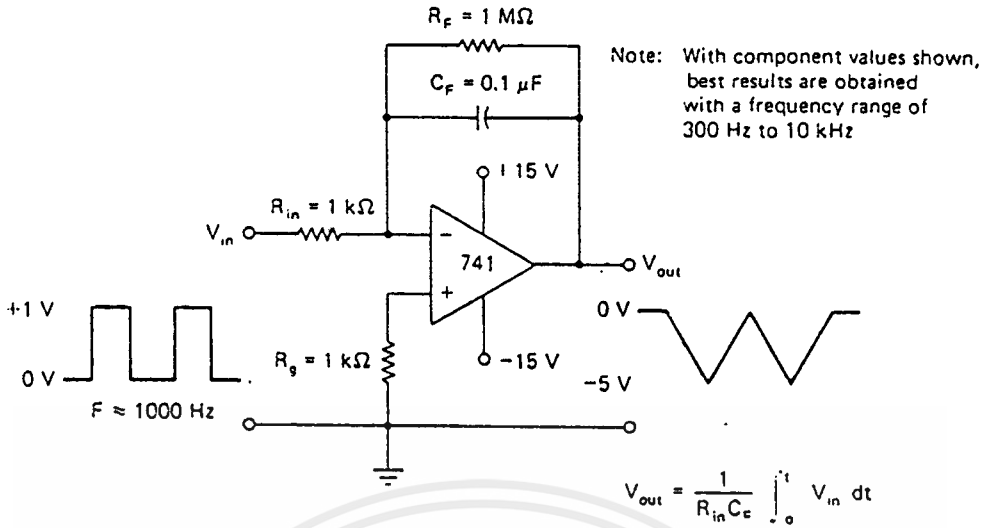 R_F = 1 MΩ
Note: With component values shown,
best results are obtained
with a frequency range of
300 Hz to 10 kHz
C_F = 0.1 μF
+15 V
R_in = 1 kΩ
V_in
−
741
+
V_out
+1 V
0 V
F ≈ 1000 Hz
R_g = 1 kΩ
−15 V
0 V
−5 V
V_out = 1/(R_in C_F) ∫_0^t V_in dt